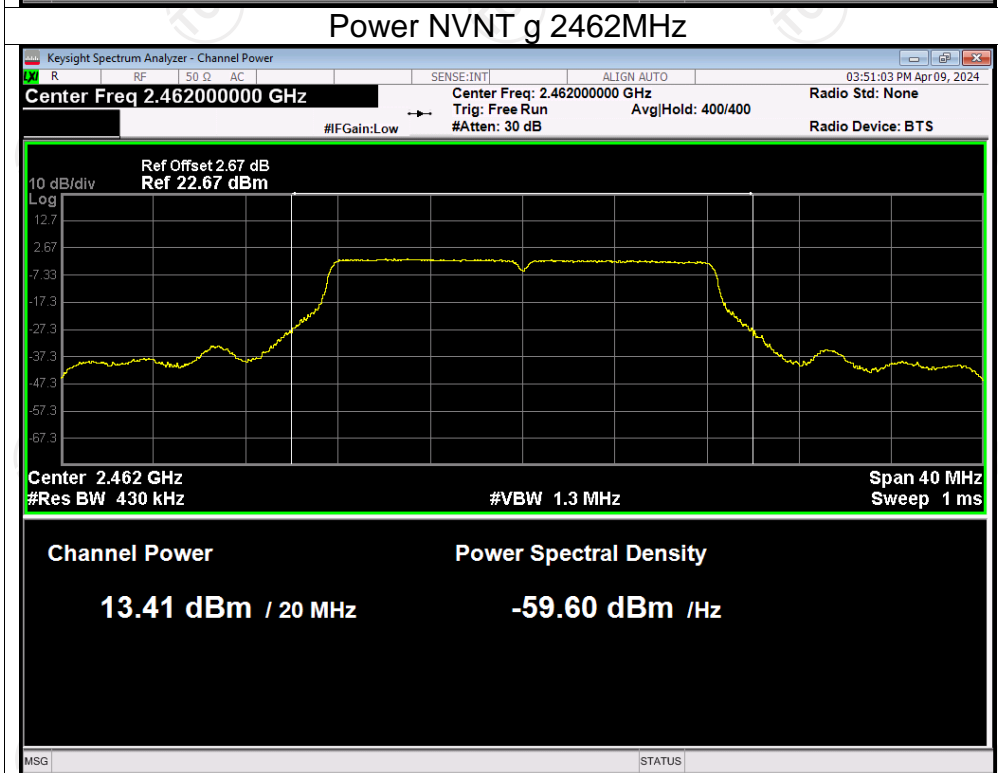 Power NVNT g 2462MHz
Keysight Spectrum Analyzer - Channel Power
LXI R RF 50 Ω AC SENSE:INT ALIGN AUTO 03:51:03 PM Apr 09, 2024
Center Freq 2.462000000 GHz Center Freq: 2.462000000 GHz Radio Std: None
Trig: Free Run Avg|Hold: 400/400
#IFGain:Low #Atten: 30 dB Radio Device: BTS
Ref Offset 2.67 dB
10 dB/div Ref 22.67 dBm
Log
12.7
2.67
-7.33
-17.3
-27.3
-37.3
-47.3
-57.3
-67.3
Center 2.462 GHz Span 40 MHz
#Res BW 430 kHz #VBW 1.3 MHz Sweep 1 ms
Channel Power Power Spectral Density
13.41 dBm / 20 MHz -59.60 dBm /Hz
MSG STATUS